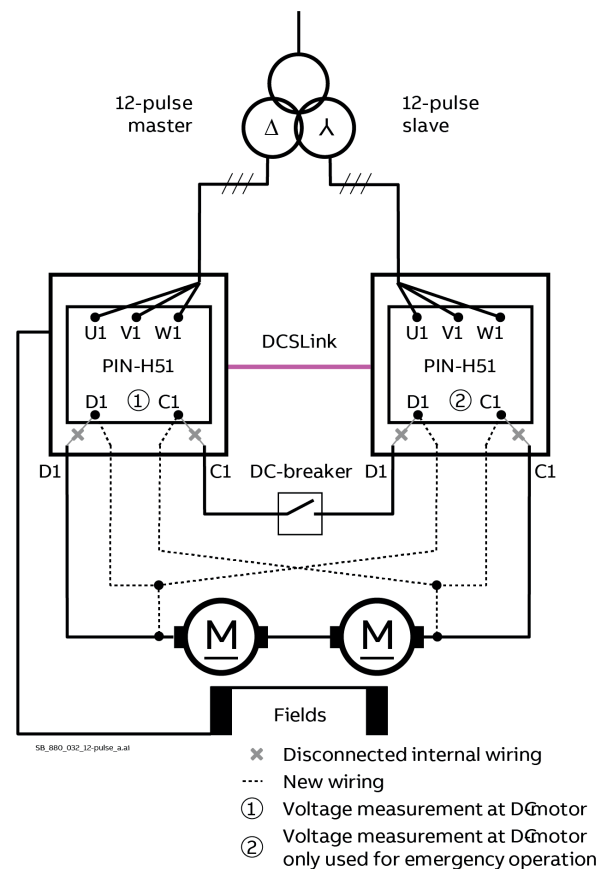 12-pulse
master
12-pulse
slave
Δ
U1 V1 W1
PIN-H51
D1 ① C1
DCSLink
U1 V1 W1
PIN-H51
D1 ② C1
D1
C1
DC-breaker
D1
C1
M
M
Fields
SB_880_032_12-pulse_a.ai
Disconnected internal wiring
New wiring
① Voltage measurement at DC-motor
② Voltage measurement at DC-motor
only used for emergency operation